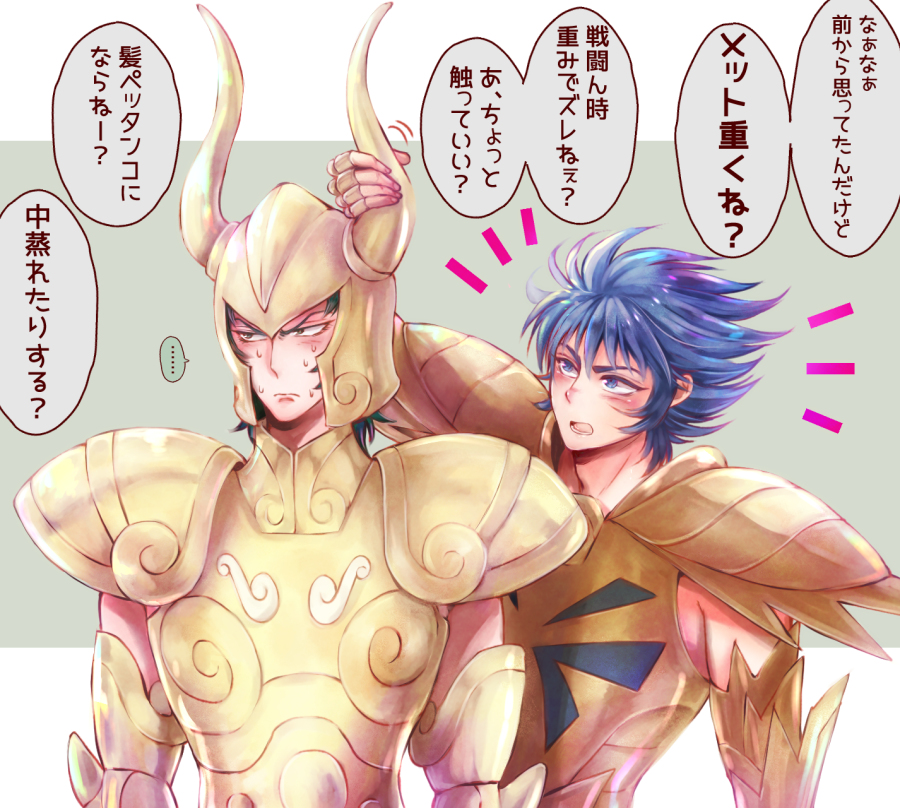 なぁなぁ
前から思ってたんだけど
メット重くね？
戦闘ん時
重みでズレねぇ？
あ、ちょっと
触っていい？
髪ペッタンコに
ならねー？
中蒸れたりする？
……